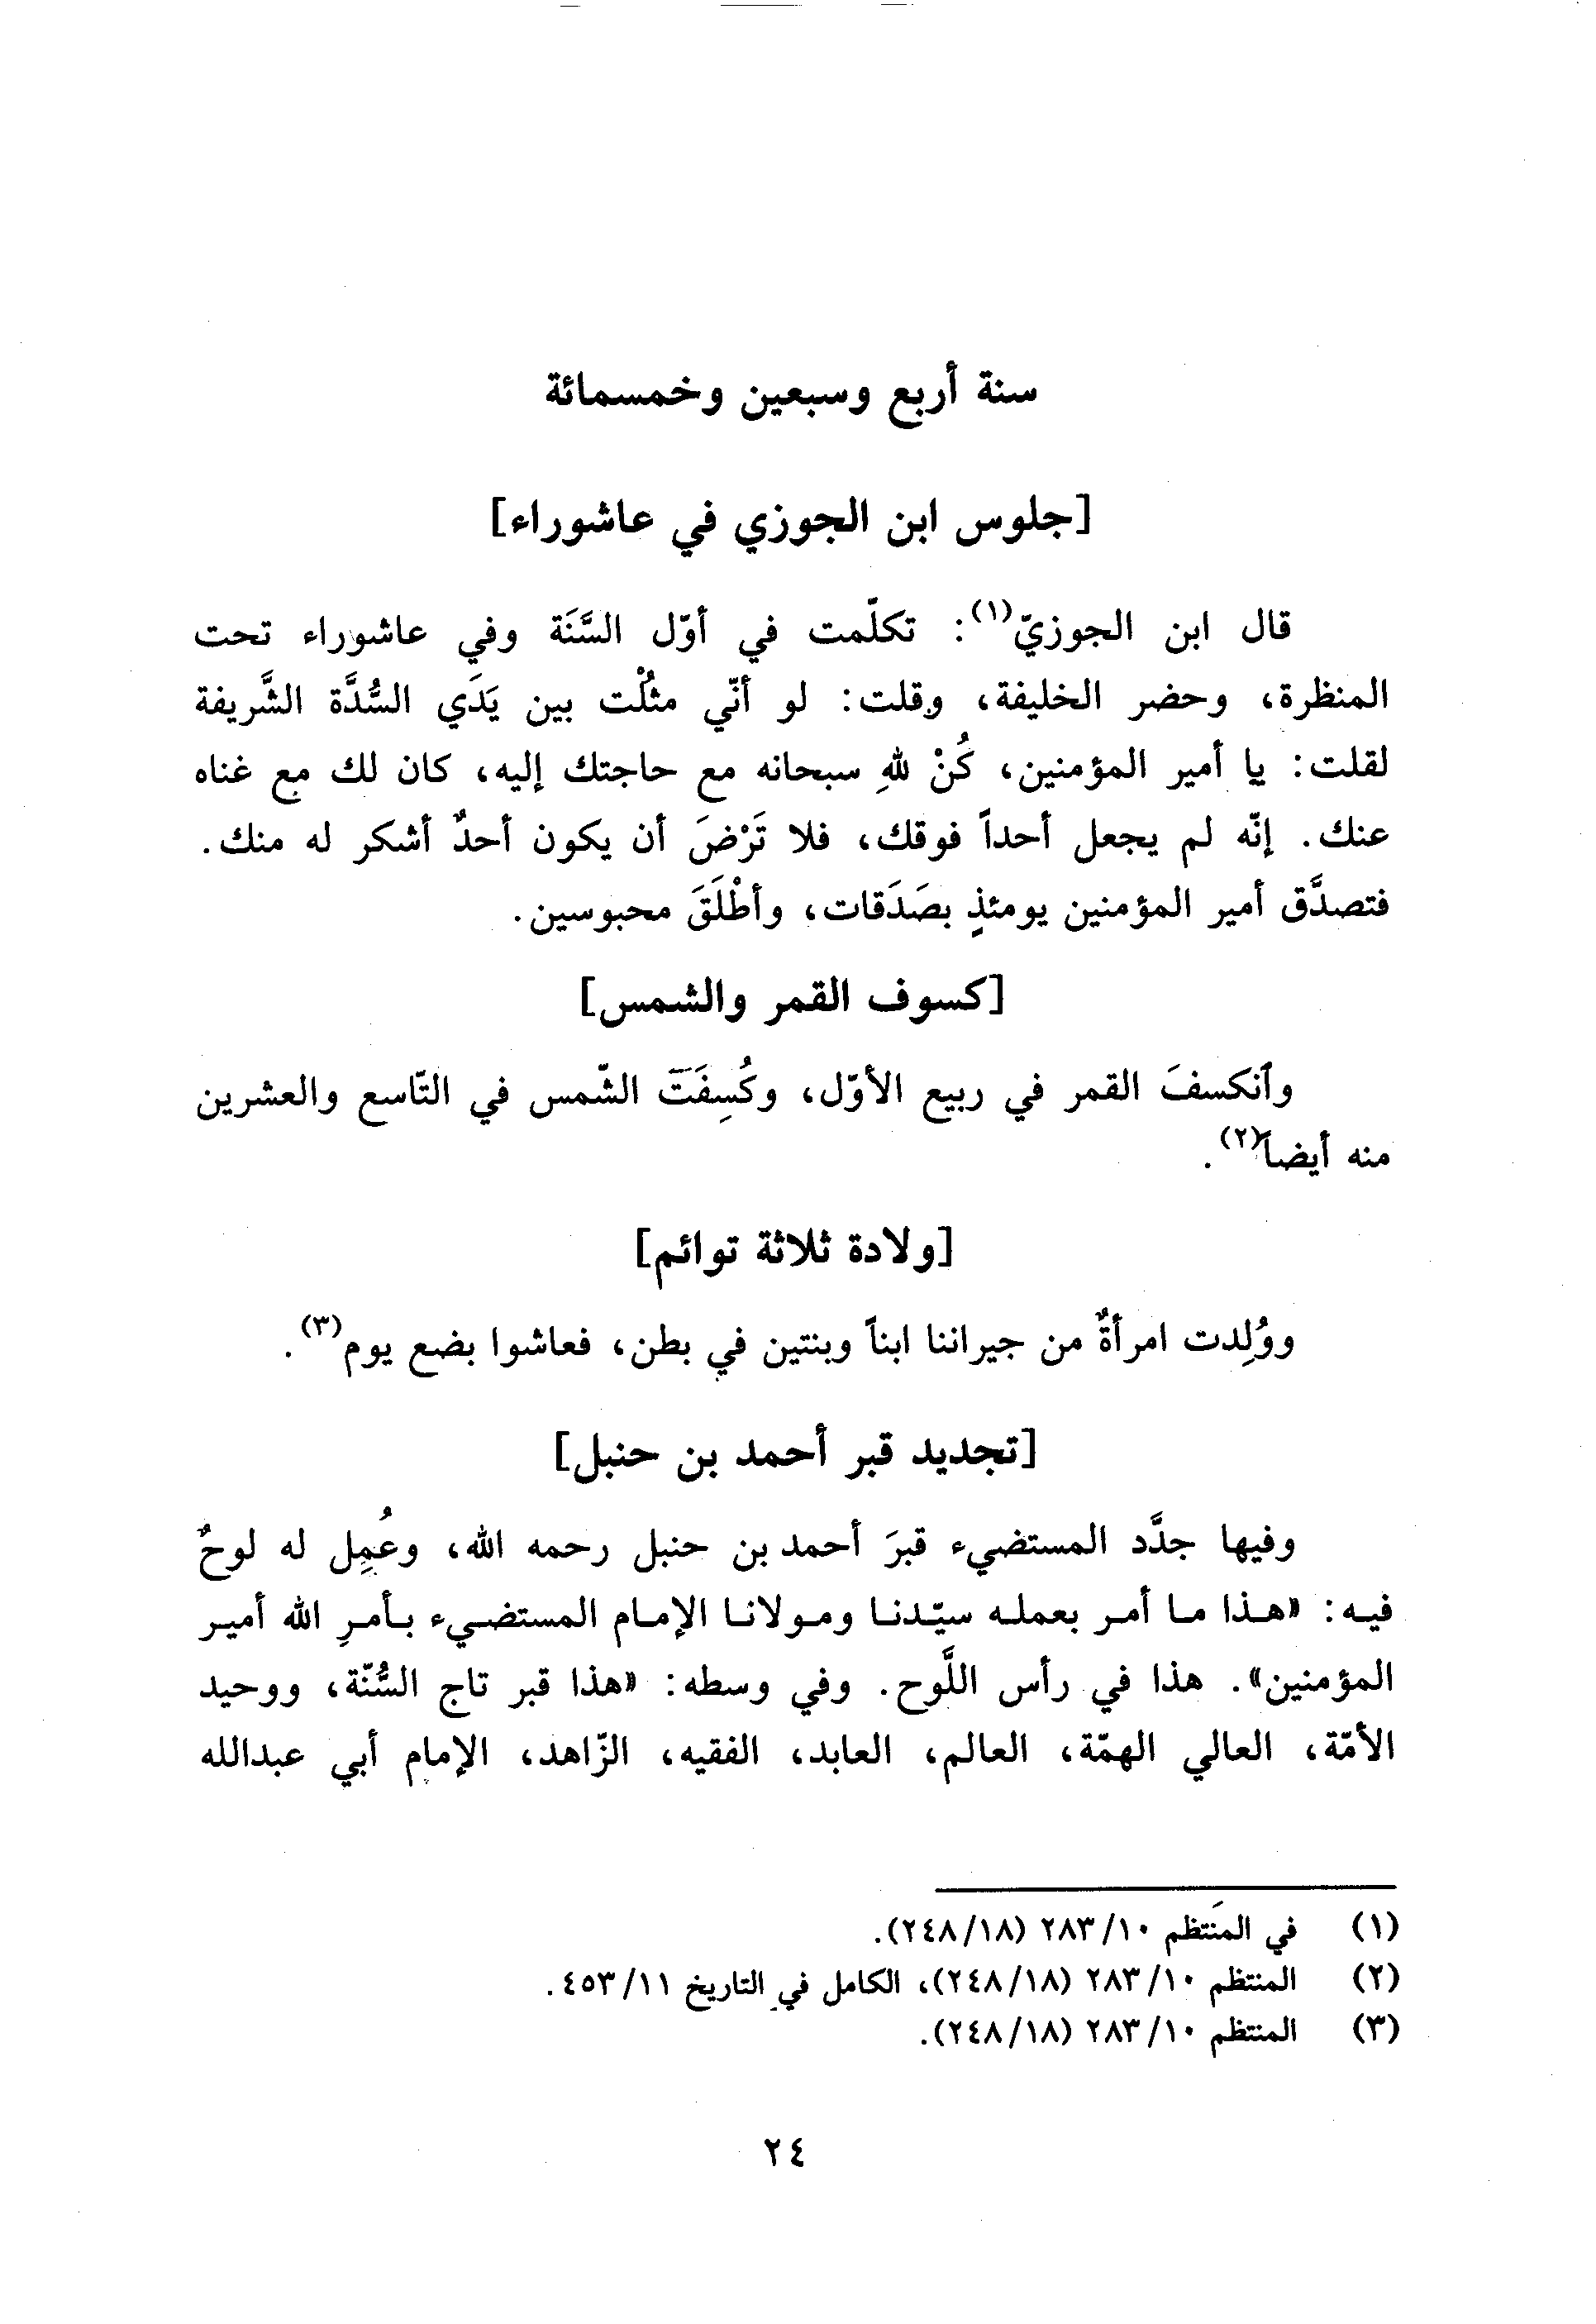 سنة أربع وسبعين وخمسمائة
[جلوس ابن الجوزي في عاشوراء]
قال ابن الجوزيّ(١): تكلّمت في أوّل السَّنَة وفي عاشوراء تحت
المنظرة، وحضر الخليفة، وقلت: لو أنّي مثُلْت بين يَدَي السُّدَّة الشَّريفة
لقلت: يا أمير المؤمنين، كُنْ للهِ سبحانه مع حاجتك إليه، كان لك مع غناه
عنك. إنّه لم يجعل أحداً فوقك، فلا تَرْضَ أن يكون أحدٌ أشكر له منك.
فتصدَّق أمير المؤمنين يومئذٍ بصَدَقات، وأطْلَقَ محبوسين.
[كسوف القمر والشمس]
وأنكسفَ القمر في ربيع الأوّل، وكُسِفَت الشّمس في التّاسع والعشرين
منه أيضاً(٢).
[ولادة ثلاثة توائم]
ووُلِدت امرأةٌ من جيراننا ابناً وبنتين في بطن، فعاشوا بضع يوم(٣).
[تجديد قبر أحمد بن حنبل]
وفيها جدَّد المستضيء قبرَ أحمد بن حنبل رحمه الله، وعُمِل له لوحٌ
فيه: «هذا ما أمر بعمله سيّدنا ومولانا الإمام المستضيء بأمرِ الله أمير
المؤمنين». هذا في رأس اللَّوح. وفي وسطه: «هذا قبر تاج السُّنّة، ووحيد
الأمّة، العالي الهمّة، العالم، العابد، الفقيه، الزّاهد، الإمام أبي عبدالله
(١) في المنتظم ١٠/٢٨٣ (١٨/٢٤٨).
(٢) المنتظم ١٠/٢٨٣ (١٨/٢٤٨)، الكامل في التاريخ ١١/٤٥٣.
(٣) المنتظم ١٠/٢٨٣ (١٨/٢٤٨).
٢٤